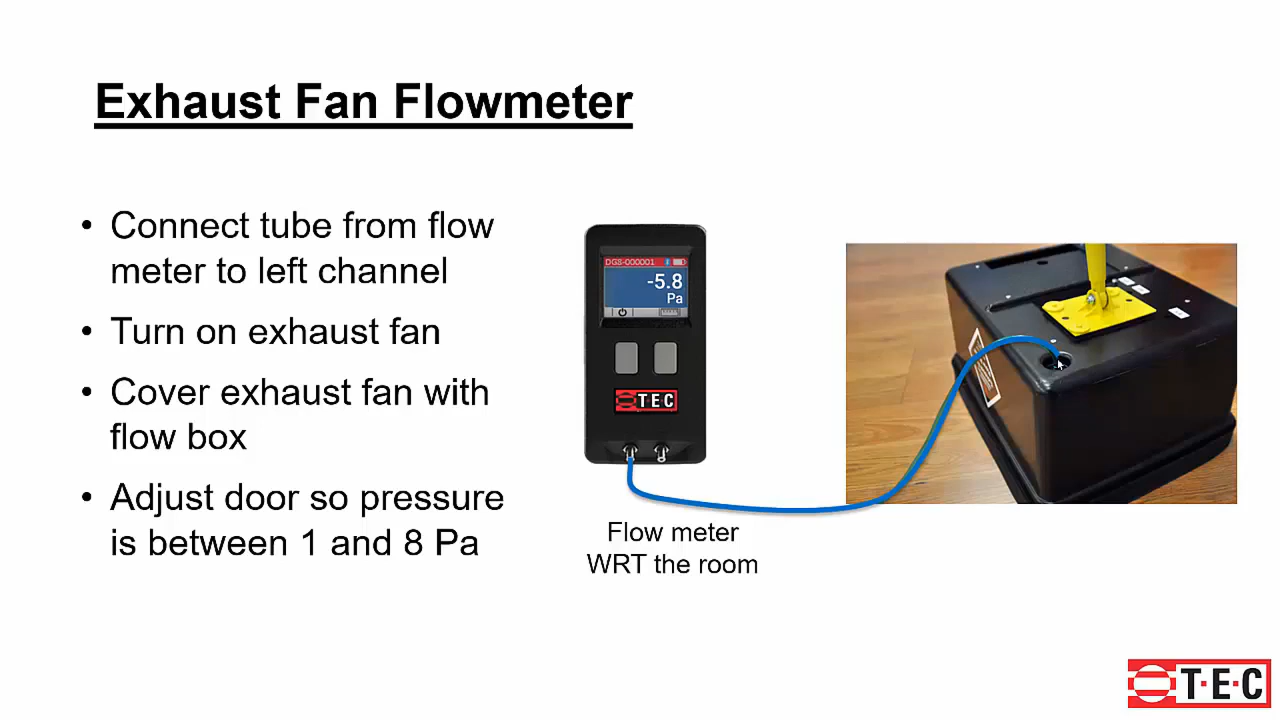 Exhaust Fan Flowmeter
• Connect tube from flow
meter to left channel
• Turn on exhaust fan
• Cover exhaust fan with
flow box
• Adjust door so pressure
is between 1 and 8 Pa
DG8-000001
-5.8
Pa
TEC
Flow meter
WRT the room
T·E·C